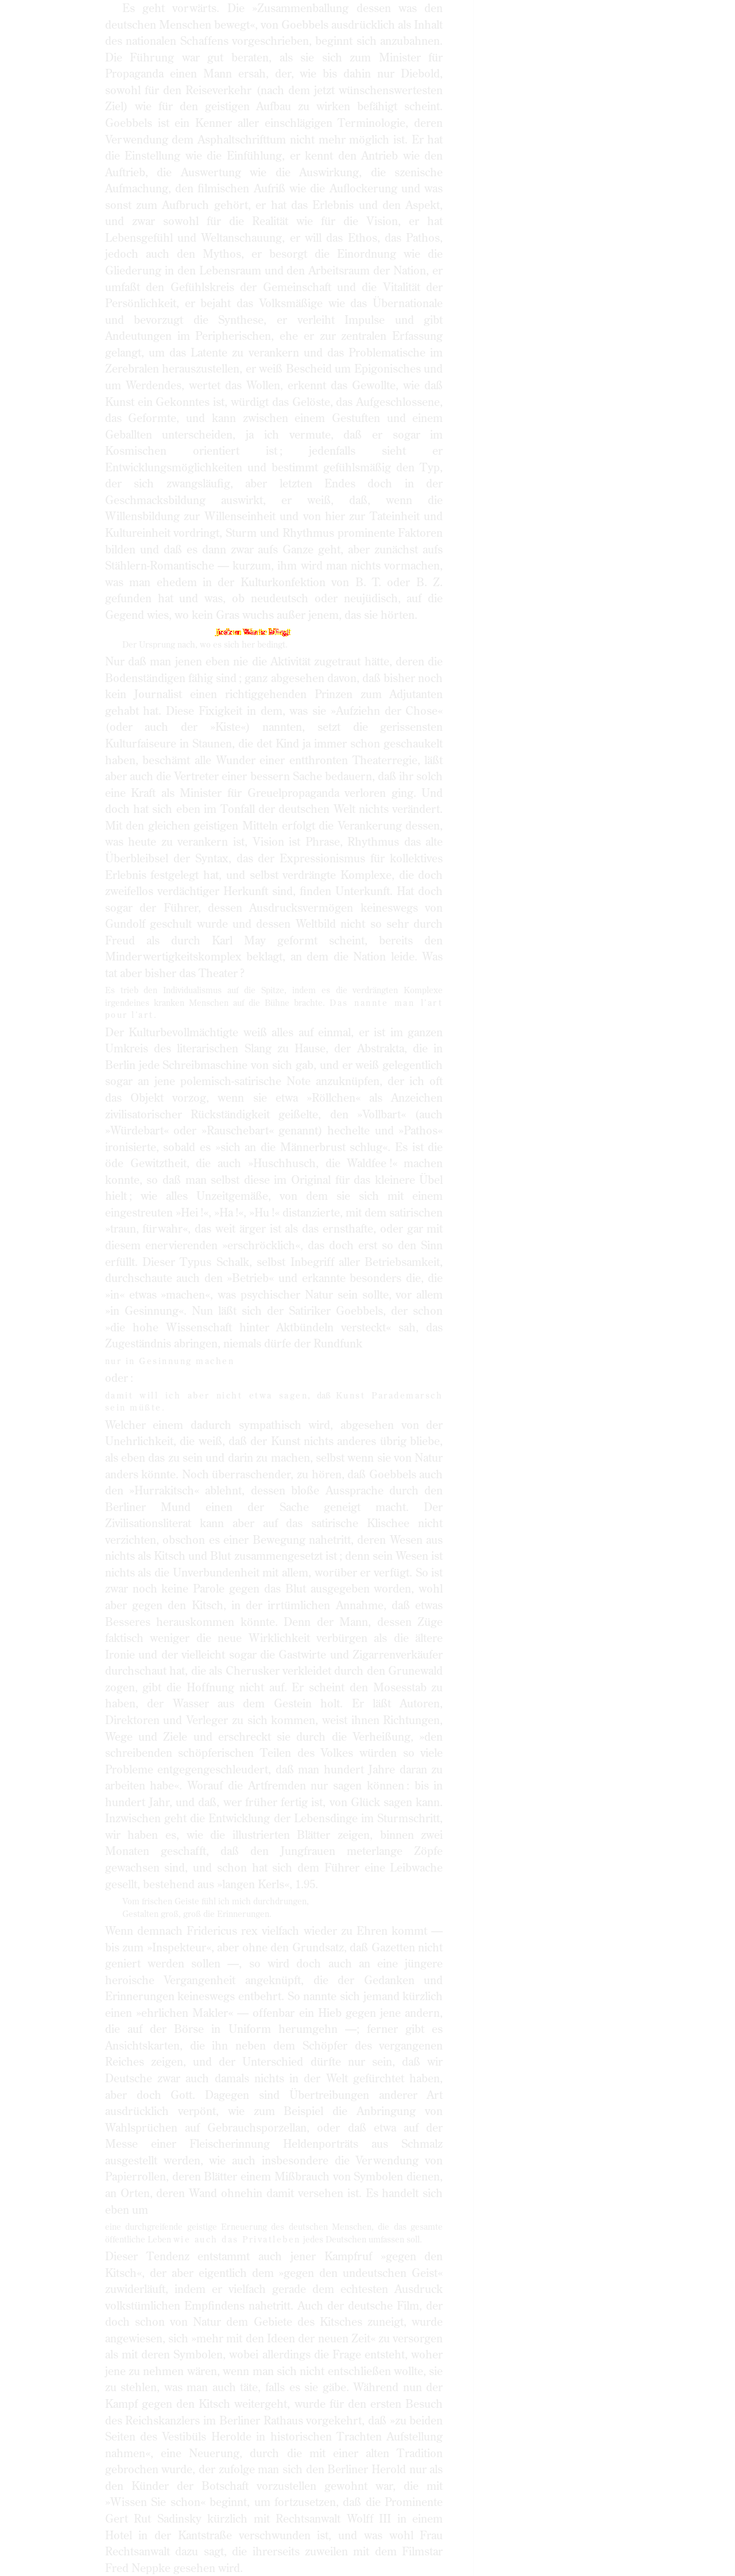 Es geht vorwärts. Die »Zusammenballung dessen was den
deutschen Menschen bewegt«, von Goebbels ausdrücklich als Inhalt
des nationalen Schaffens vorgeschrieben, beginnt sich anzubahnen.
Die Führung war gut beraten, als sie sich zum Minister für
Propaganda einen Mann ersah, der, wie bis dahin nur Diebold,
sowohl für den Reiseverkehr (nach dem jetzt wünschenswertesten
Ziel) wie für den geistigen Aufbau zu wirken befähigt scheint.
Goebbels ist ein Kenner aller einschlägigen Terminologie, deren
Verwendung dem Asphaltschrifttum nicht mehr möglich ist. Er hat
die Einstellung wie die Einfühlung, er kennt den Antrieb wie den
Auftrieb, die Auswertung wie die Auswirkung, die szenische
Aufmachung, den filmischen Aufriß wie die Auflockerung und was
sonst zum Aufbruch gehört, er hat das Erlebnis und den Aspekt,
und zwar sowohl für die Realität wie für die Vision, er hat
Lebensgefühl und Weltanschauung, er will das Ethos, das Pathos,
jedoch auch den Mythos, er besorgt die Einordnung wie die
Gliederung in den Lebensraum und den Arbeitsraum der Nation, er
umfaßt den Gefühlskreis der Gemeinschaft und die Vitalität der
Persönlichkeit, er bejaht das Volksmäßige wie das Übernationale
und bevorzugt die Synthese, er verleiht Impulse und gibt
Andeutungen im Peripherischen, ehe er zur zentralen Erfassung
gelangt, um das Latente zu verankern und das Problematische im
Zerebralen herauszustellen, er weiß Bescheid um Epigonisches und
um Werdendes, wertet das Wollen, erkennt das Gewollte, wie daß
Kunst ein Gekonntes ist, würdigt das Gelöste, das Aufgeschlossene,
das Geformte, und kann zwischen einem Gestuften und einem
Geballten unterscheiden, ja ich vermute, daß er sogar im
Kosmischen orientiert ist; jedenfalls sieht er
Entwicklungsmöglichkeiten und bestimmt gefühlsmäßig den Typ,
der sich zwangsläufig, aber letzten Endes doch in der
Geschmacksbildung auswirkt, er weiß, daß, wenn die
Willensbildung zur Willenseinheit und von hier zur Tateinheit und
Kultureinheit vordringt, Sturm und Rhythmus prominente Faktoren
bilden und daß es dann zwar aufs Ganze geht, aber zunächst aufs
Stählern-Romantische — kurzum, ihm wird man nichts vormachen,
was man ehedem in der Kulturkonfektion von B. T. oder B. Z.
gefunden hat und was, ob neudeutsch oder neujüdisch, auf die
Gegend wies, wo kein Gras wuchs außer jenem, das sie hörten.
Der Ursprung nach, wo es sich her bedingt.
Nur daß man jenen eben nie die Aktivität zugetraut hätte, deren die
Bodenständigen fähig sind; ganz abgesehen davon, daß bisher noch
kein Journalist einen richtiggehenden Prinzen zum Adjutanten
gehabt hat. Diese Fixigkeit in dem, was sie »Aufziehn der Chose«
(oder auch der »Kiste«) nannten, setzt die gerissensten
Kulturfaiseure in Staunen, die det Kind ja immer schon geschaukelt
haben, beschämt alle Wunder einer entthronten Theaterregie, läßt
aber auch die Vertreter einer bessern Sache bedauern, daß ihr solch
eine Kraft als Minister für Greuelpropaganda verloren ging. Und
doch hat sich eben im Tonfall der deutschen Welt nichts verändert.
Mit den gleichen geistigen Mitteln erfolgt die Verankerung dessen,
was heute zu verankern ist, Vision ist Phrase, Rhythmus das alte
Überbleibsel der Syntax, das der Expressionismus für kollektives
Erlebnis festgelegt hat, und selbst verdrängte Komplexe, die doch
zweifellos verdächtiger Herkunft sind, finden Unterkunft. Hat doch
sogar der Führer, dessen Ausdrucksvermögen keineswegs von
Gundolf geschult wurde und dessen Weltbild nicht so sehr durch
Freud als durch Karl May geformt scheint, bereits den
Minderwertigkeitskomplex beklagt, an dem die Nation leide. Was
tat aber bisher das Theater?
Es trieb den Individualismus auf die Spitze, indem es die verdrängten Komplexe
irgendeines kranken Menschen auf die Bühne brachte. Das nannte man l'art
pour l'art.
Der Kulturbevollmächtigte weiß alles auf einmal, er ist im ganzen
Umkreis des literarischen Slang zu Hause, der Abstrakta, die in
Berlin jede Schreibmaschine von sich gab, und er weiß gelegentlich
sogar an jene polemisch-satirische Note anzuknüpfen, der ich oft
das Objekt vorzog, wenn sie etwa »Röllchen« als Anzeichen
zivilisatorischer Rückständigkeit geißelte, den »Vollbart« (auch
»Würdebart« oder »Rauschebart« genannt) hechelte und »Pathos«
ironisierte, sobald es »sich an die Männerbrust schlug«. Es ist die
öde Gewitztheit, die auch »Huschhusch, die Waldfee!« machen
konnte, so daß man selbst diese im Original für das kleinere Übel
hielt; wie alles Unzeitgemäße, von dem sie sich mit einem
eingestreuten »Hei!«, »Ha!«, »Hu!« distanzierte, mit dem satirischen
»traun, fürwahr«, das weit ärger ist als das ernsthafte, oder gar mit
diesem enervierenden »erschröcklich«, das doch erst so den Sinn
erfüllt. Dieser Typus Schalk, selbst Inbegriff aller Betriebsamkeit,
durchschaute auch den »Betrieb« und erkannte besonders die, die
»in« etwas »machen«, was psychischer Natur sein sollte, vor allem
»in Gesinnung«. Nun läßt sich der Satiriker Goebbels, der schon
»die hohe Wissenschaft hinter Aktbündeln versteckt« sah, das
Zugeständnis abringen, niemals dürfe der Rundfunk
nur in Gesinnung machen
oder:
damit will ich aber nicht etwa sagen, daß Kunst Parademarsch
sein müßte
Welcher einem dadurch sympathisch wird, abgesehen von der
Unehrlichkeit, die weiß, daß der Kunst nichts anderes übrig bliebe,
als eben das zu sein und darin zu machen, selbst wenn sie von Natur
anders könnte. Noch überraschender, zu hören, daß Goebbels auch
den »Hurrakitsch« ablehnt, dessen bloße Aussprache durch den
Berliner Mund einen der Sache geneigt macht. Der
Zivilisationsliterat kann aber auf das satirische Klischee nicht
verzichten, obschon es einer Bewegung nahetritt, deren Wesen aus
nichts als Kitsch und Blut zusammengesetzt ist; denn sein Wesen ist
nichts als die Unverbundenheit mit allem, worüber er verfügt. So ist
zwar noch keine Parole gegen das Blut ausgegeben worden, wohl
aber gegen den Kitsch, in der irrtümlichen Annahme, daß etwas
Besseres herauskommen könnte. Denn der Mann, dessen Züge
faktisch weniger die neue Wirklichkeit verbürgen als die ältere
Ironie und der vielleicht sogar die Gastwirte und Zigarrenverkäufer
durchschaut hat, die als Cherusker verkleidet durch den Grunewald
zogen, gibt die Hoffnung nicht auf. Er scheint den Mosesstab zu
haben, der Wasser aus dem Gestein holt. Er läßt Autoren,
Direktoren und Verleger zu sich kommen, weist ihnen Richtungen,
Wege und Ziele und erschreckt sie durch die Verheißung, »den
schreibenden schöpferischen Teilen des Volkes würden so viele
Probleme entgegengeschleudert, daß man hundert Jahre daran zu
arbeiten habe«. Worauf die Artfremden nur sagen können: bis in
hundert Jahr, und daß, wer früher fertig ist, von Glück sagen kann.
Inzwischen geht die Entwicklung der Lebensdinge im Sturmschritt,
wir haben es, wie die illustrierten Blätter zeigen, binnen zwei
Monaten geschafft, daß den Jungfrauen meterlange Zöpfe
gewachsen sind, und schon hat sich dem Führer eine Leibwache
gesellt, bestehend aus »langen Kerls«, 1.95.
Vom frischen Geiste fühl ich mich durchdrungen,
Gestalten groß, groß die Erinnerungen.
Wenn demnach Fridericus rex vielfach wieder zu Ehren kommt —
bis zum »Inspekteur«, aber ohne den Grundsatz, daß Gazetten nicht
geniert werden sollen —, so wird doch auch an eine jüngere
heroische Vergangenheit angeknüpft, die der Gedanken und
Erinnerungen keineswegs entbehrt. So nannte sich jemand kürzlich
einen »ehrlichen Makler« — offenbar ein Hieb gegen jene andern,
die auf der Börse in Uniform herumgehn —, ferner gibt es
Ansichtskarten, die ihn neben dem Schöpfer des vergangenen
Reiches zeigen, und der Unterschied dürfte nur sein, daß wir
Deutsche zwar auch damals nichts in der Welt gefürchtet haben,
aber doch Gott. Dagegen sind Übertreibungen anderer Art
ausdrücklich verpönt, wie zum Beispiel die Anbringung von
Wahlsprüchen auf Gebrauchsporzellan, oder daß etwa auf der
Messe einer Fleischerinnung Heldenporträts aus Schmalz
ausgestellt werden, wie auch insbesondere die Verwendung von
Papierrollen, deren Blätter einem Mißbrauch von Symbolen dienen,
an Orten, deren Wand ohnehin damit versehen ist. Es handelt sich
eben um
eine durchgreifende geistige Erneuerung des deutschen Menschen, die das gesamte
öffentliche Leben wie auch das Privatleben jedes Deutschen umfassen soll.
Dieser Tendenz entstammt auch jener Kampfruf »gegen den
Kitsch«, der aber eigentlich dem »gegen den undeutschen Geist«
zuwiderläuft, indem er vielfach gerade dem echtesten Ausdruck
volkstümlichen Empfindens nahetritt. Auch der deutsche Film, der
doch schon von Natur dem Gebiete des Kitsches zuneigt, wurde
angewiesen, sich »mehr mit den Ideen der neuen Zeit« zu versorgen
als mit deren Symbolen, wobei allerdings die Frage entsteht, woher
jene zu nehmen wären, wenn man sich nicht entschließen wollte, sie
zu stehlen, was man auch täte, falls es sie gäbe. Während nun der
Kampf gegen den Kitsch weitergeht, wurde für den ersten Besuch
des Reichskanzlers im Berliner Rathaus vorgekehrt, daß »zu beiden
Seiten des Vestibüls Herolde in historischen Trachten Aufstellung
nahmen«, eine Neuerung, durch die mit einer alten Tradition
gebrochen wurde, der zufolge man sich den Berliner Herold nur als
den Künder der Botschaft vorzustellen gewohnt war, die mit
»Wissen Sie schon« beginnt, um fortzusetzen, daß die Prominente
Gert Rut Sadinsky kürzlich mit Rechtsanwalt Wolff III in einem
Hotel in der Kantstraße verschwunden ist, und was wohl Frau
Rechtsanwalt dazu sagt, die ihrerseits zuweilen mit dem Filmstar
Fred Neppke gesehen wird.